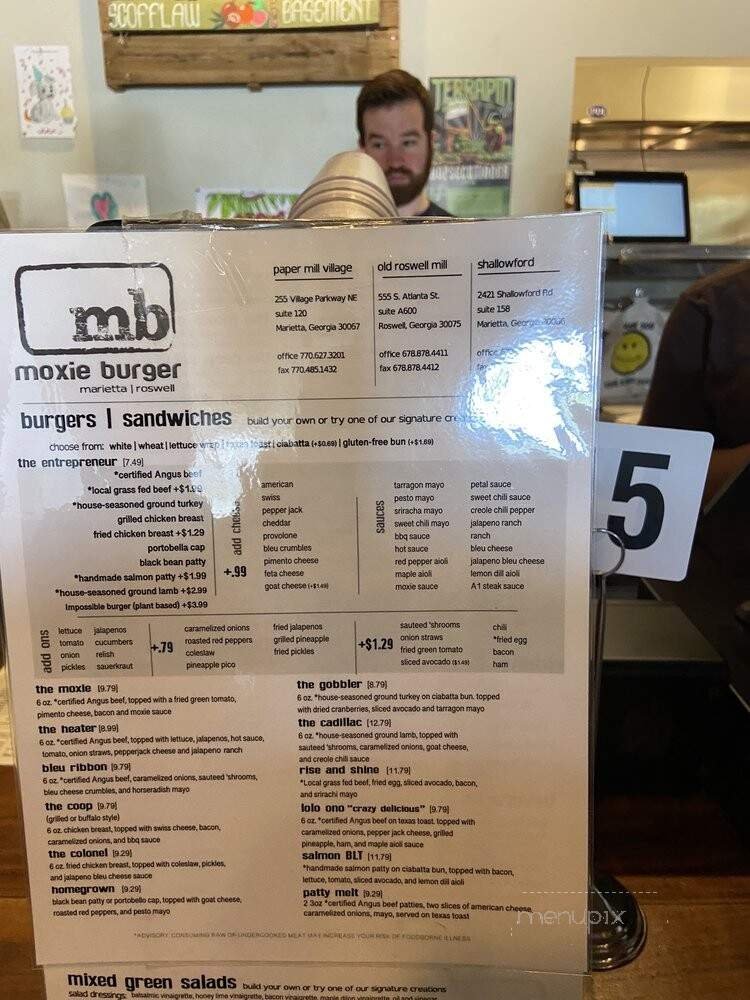 SCOFFLAW BASEMENT
TERRAPIN
mb
moxie burger
marietta | roswell
paper mill village
255 Village Parkway NE
suite 120
Marietta, Georgia 30067
office 770.627.3201
fax 770.485.1432
old roswell mill
555 S. Atlanta St.
suite A600
Roswell, Georgia 30075
office 678.878.4411
fax 678.878.4412
shallowford
2421 Shallowford Rd
suite 158
Marietta,
office
fax
burgers | sandwiches build your own or try one of our signature
choose from: white | wheat | lettuce wrap | texas toast | ciabatta (+$0.69) | gluten-free bun (+$1.69)
the entrepreneur [7.49]
*certified Angus beef
*local grass fed beef +$1.99
*house-seasoned ground turkey
grilled chicken breast
fried chicken breast +$1.29
portobella cap
black bean patty
*handmade salmon patty +$1.99
*house-seasoned ground lamb +$2.99
Impossible burger (plant based) +$3.99
add cheese
+.99
american
swiss
pepper jack
cheddar
provolone
bleu crumbles
pimento cheese
feta cheese
goat cheese (+$1.49)
sauces
tarragon mayo
pesto mayo
sriracha mayo
sweet chili mayo
bbq sauce
hot sauce
red pepper aioli
maple aioli
moxie sauce
petal sauce
sweet chili sauce
creole chili pepper
jalapeno ranch
ranch
bleu cheese
jalapeno bleu cheese
lemon dill aioli
A1 steak sauce
5
add ons
lettuce
tomato
onion
pickles
jalapenos
cucumbers
relish
sauerkraut
+.79
caramelized onions
roasted red peppers
coleslaw
pineapple pico
fried jalapenos
grilled pineapple
fried pickles
+$1.29
sauteed 'shrooms
onion straws
fried green tomato
sliced avocado ($1.49)
chili
*fried egg
bacon
ham
the moxie [9.79]
6 oz. *certified Angus beef, topped with a fried green tomato,
pimento cheese, bacon and moxie sauce
the heater [8.99]
6 oz. *certified Angus beef, topped with lettuce, jalapenos, hot sauce,
tomato, onion straws, pepperjack cheese and jalapeno ranch
bleu ribbon [9.79]
6 oz. *certified Angus beef, caramelized onions, sauteed 'shrooms,
bleu cheese crumbles, and horseradish mayo
the coop [9.79]
(grilled or buffalo style)
6 oz. chicken breast, topped with swiss cheese, bacon,
caramelized onions, and bbq sauce
the colonel [9.29]
6 oz. fried chicken breast, topped with coleslaw, pickles,
and jalapeno bleu cheese sauce
homegrown [9.29]
black bean patty or portobello cap, topped with goat cheese,
roasted red peppers, and pesto mayo
the gobbler [8.79]
6 oz. *house-seasoned ground turkey on ciabatta bun. topped
with dried cranberries, sliced avocado and tarragon mayo
the cadillac [12.79]
6 oz. *house-seasoned ground lamb, topped with
sauteed 'shrooms, caramelized onions, goat cheese,
and creole chili sauce
rise and shine [11.79]
*Local grass fed beef, fried egg, sliced avocado, bacon,
and srirachi mayo
lolo ono "crazy delicious" [9.79]
6 oz. *certified Angus beef on texas toast. topped with
caramelized onions, pepper jack cheese, grilled
pineapple, ham, and maple aioli sauce
salmon BLT [11.79]
*handmade salmon patty on ciabatta bun, topped with bacon,
lettuce, tomato, sliced avocado, and lemon dill aioli
patty melt [9.29]
2 3oz *certified Angus beef patties, two slices of american cheese,
caramelized onions, mayo, served on texas toast
menupix
*ADVISORY: CONSUMING RAW OR UNDERCOOKED MEAT MAY INCREASE YOUR RISK OF FOODBORNE ILLNESS
mixed green salads build your own or try one of our signature creations
salad dressings: balsalmic vinaigrette, honey lime vinaigrette, bacon vinaigrette, maple dijon vinaigrette, oil and vinegar